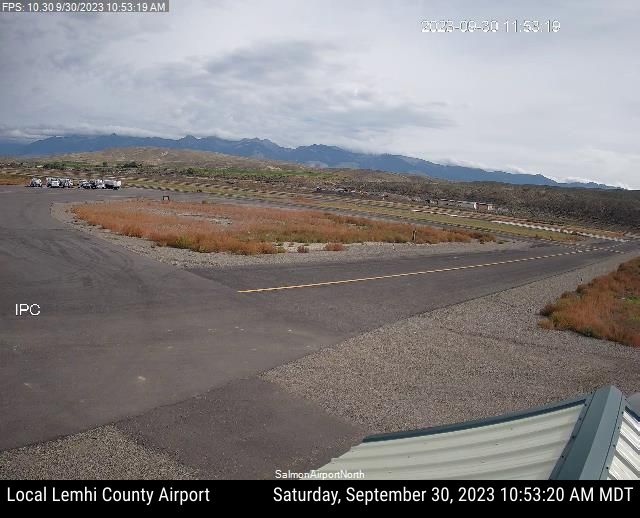 FPS: 10.30 9/30/2023 10:53:19 AM
2023-09-30 11:53:19
IPC
SalmonAirportNorth
Local Lemhi County Airport Saturday, September 30, 2023 10:53:20 AM MDT